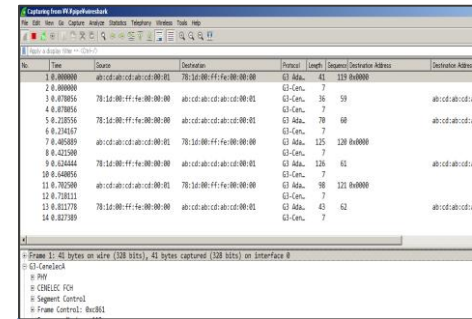 Capturing from \\.\pipe\wireshark
File Edit View Go Capture Analyze Statistics Telephony Wireless Tools Help
Apply a display filter ... <Ctrl-/>
No. Time Source Destination Protocol Length Sequence Destination Address Destination Addres
1 0.000000 ab:cd:ab:cd:ab:cd:00:01 78:1d:00:ff:fe:00:00:00 G3 Ada… 41 119 0x0000
2 0.000000 G3-Cen… 7
3 0.078056 78:1d:00:ff:fe:00:00:00 ab:cd:ab:cd:ab:cd:00:01 G3-Cen… 36 59 ab:cd:ab:
4 0.078056 G3-Cen… 7
5 0.218556 78:1d:00:ff:fe:00:00:00 ab:cd:ab:cd:ab:cd:00:01 G3 Ada… 70 60 ab:cd:ab:
6 0.234167 G3-Cen… 7
7 0.405889 ab:cd:ab:cd:ab:cd:00:01 78:1d:00:ff:fe:00:00:00 G3 Ada… 125 120 0x0000
8 0.421500 G3-Cen… 7
9 0.624444 78:1d:00:ff:fe:00:00:00 ab:cd:ab:cd:ab:cd:00:01 G3 Ada… 126 61 ab:cd:ab:
10 0.640056 G3-Cen… 7
11 0.702500 ab:cd:ab:cd:ab:cd:00:01 78:1d:00:ff:fe:00:00:00 G3 Ada… 98 121 0x0000
12 0.718111 G3-Cen… 7
13 0.811778 78:1d:00:ff:fe:00:00:00 ab:cd:ab:cd:ab:cd:00:01 G3 Ada… 43 62 ab:cd:ab:
14 0.827389 G3-Cen… 7
Frame 1: 41 bytes on wire (328 bits), 41 bytes captured (328 bits) on interface 0
G3-CenelecA
PHY
CENELEC FCH
Segment Control
Frame Control: 0xc861